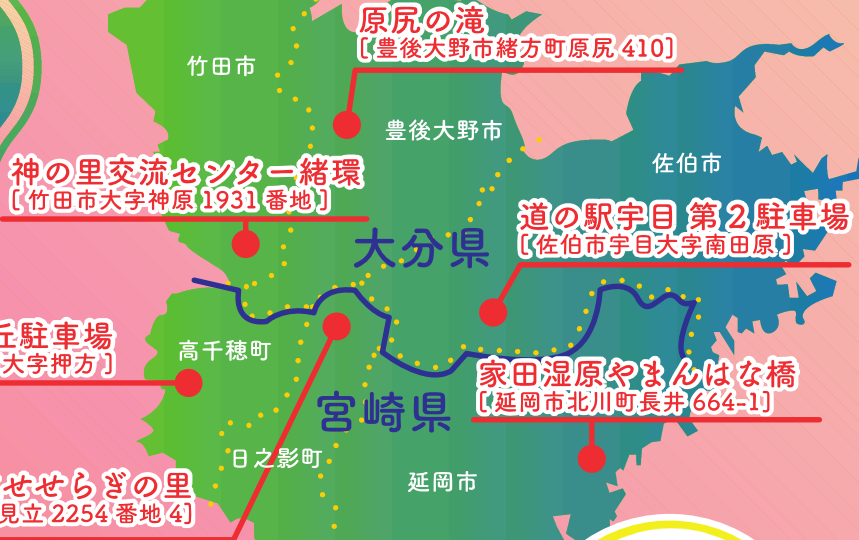 原尻の滝
[ 豊後大野市緒方町原尻 410]
竹田市
豊後大野市
佐伯市
神の里交流センター緒環
[ 竹田市大字神原 1931 番地 ]
道の駅宇目 第２駐車場
[ 佐伯市宇目大字南田原 ]
大分県
丘駐車場
大字押方 ]
高千穂町
家田湿原やまんはな橋
[ 延岡市北川町長井 664-1]
宮崎県
日之影町
延岡市
せせらぎの里
見立 2254 番地 4]